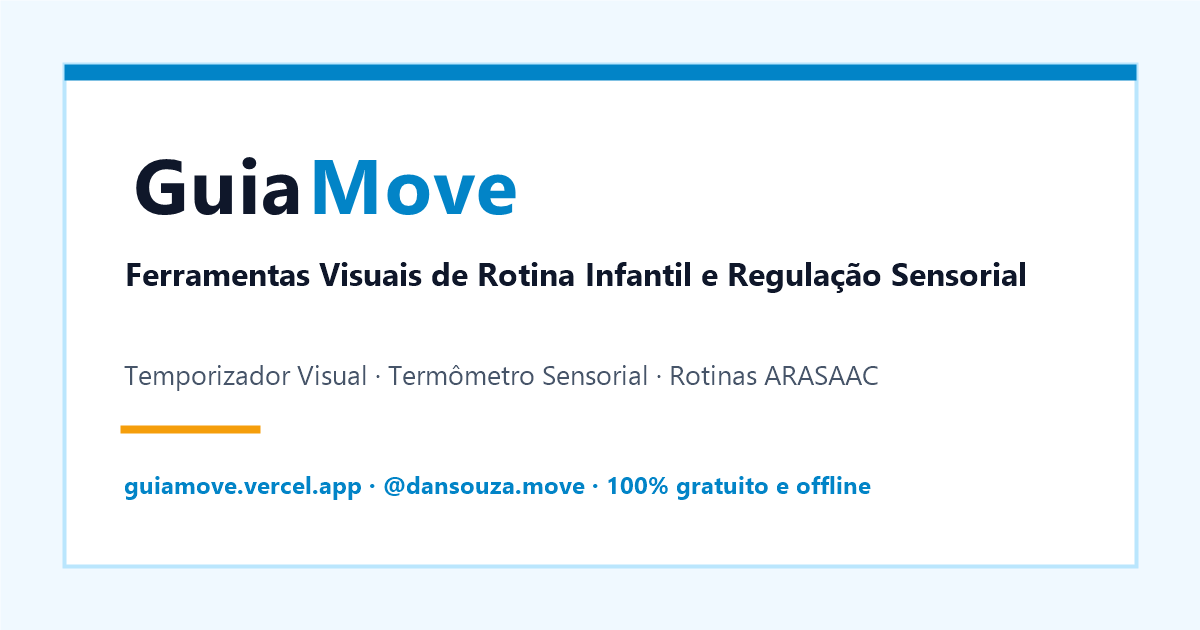 GuiaMove
Ferramentas Visuais de Rotina Infantil e Regulação Sensorial
Temporizador Visual · Termômetro Sensorial · Rotinas ARASAAC
guiamove.vercel.app · @dansouza.move · 100% gratuito e offline